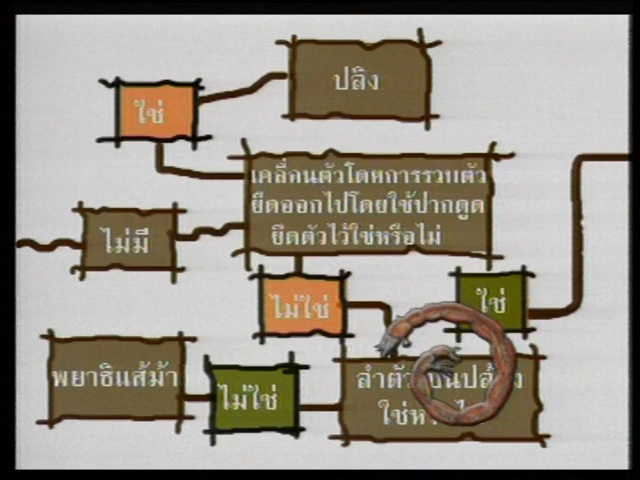 ปลิง
ใช่
เคลื่อนตัวโดยการรวบตัว
ยืดออกไปโดยใช้ปากดูด
ยึดตัวไว้ใช่หรือไม่
ไม่มี
ไม่ใช่
ใช่
พยาธิแส้ม้า
ไม่ใช่
ลำตัว